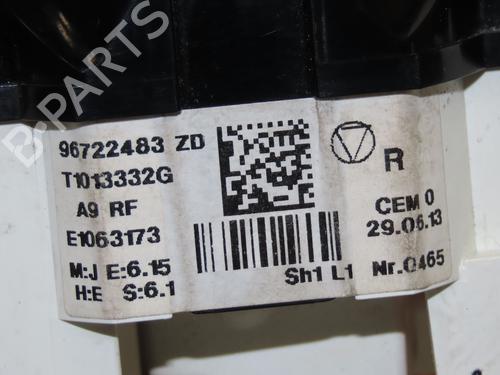 96722483 ZD
T1013332G
A9 RF
E1063173
M:J E:6.15
H:E S:6.1
R
CEM 0
29.06.13
Sh1 L1
Nr.0465
B-PARTS